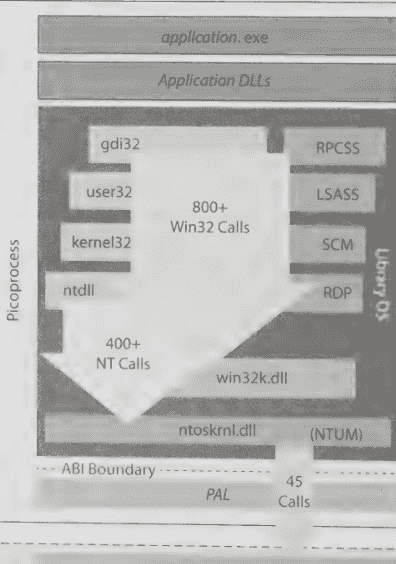 application.exe
Application DLLs
gdi32
RPCSS
user32
LSASS
800+
Win32 Calls
kernel32
SCM
ntdll
RDP
400+
NT Calls
win32k.dll
ntoskrnl.dll (NTUM)
ABI Boundary
PAL
45
Calls
Picoprocess
Library OS